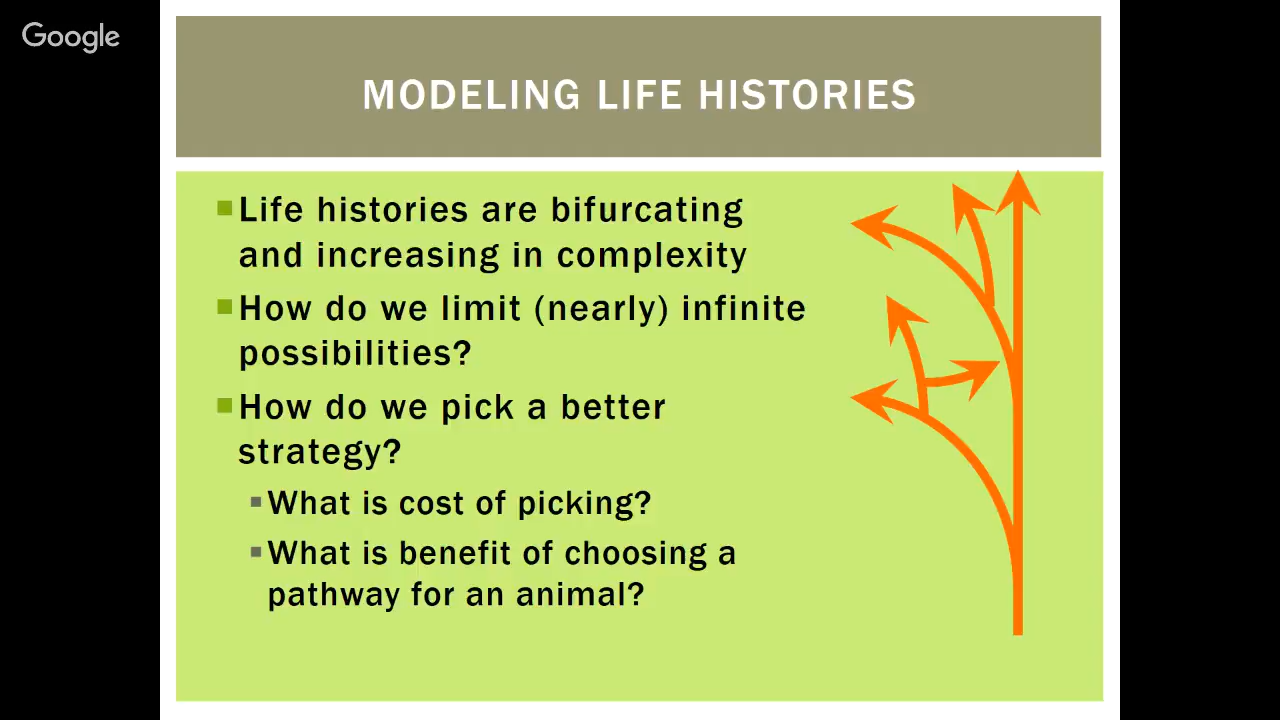 Google
MODELING LIFE HISTORIES
Life histories are bifurcating
and increasing in complexity
How do we limit (nearly) infinite
possibilities?
How do we pick a better
strategy?
What is cost of picking?
What is benefit of choosing a
pathway for an animal?